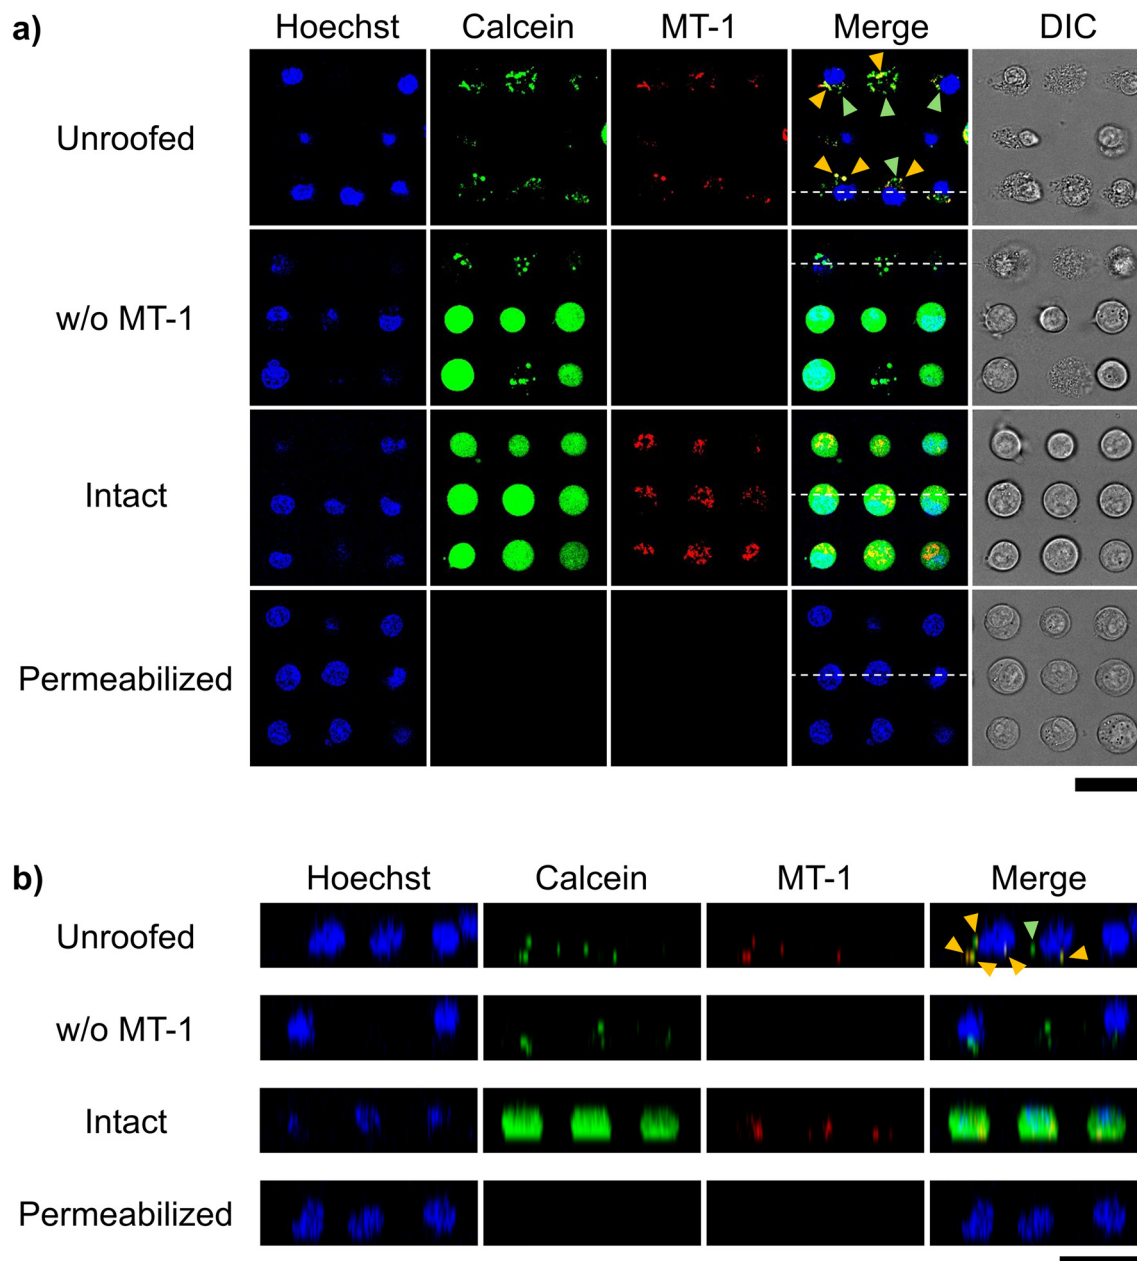 a)
Hoechst Calcein MT-1 Merge DIC
Unroofed
w/o MT-1
Intact
Permeabilized
b)
Hoechst Calcein MT-1 Merge
Unroofed
w/o MT-1
Intact
Permeabilized